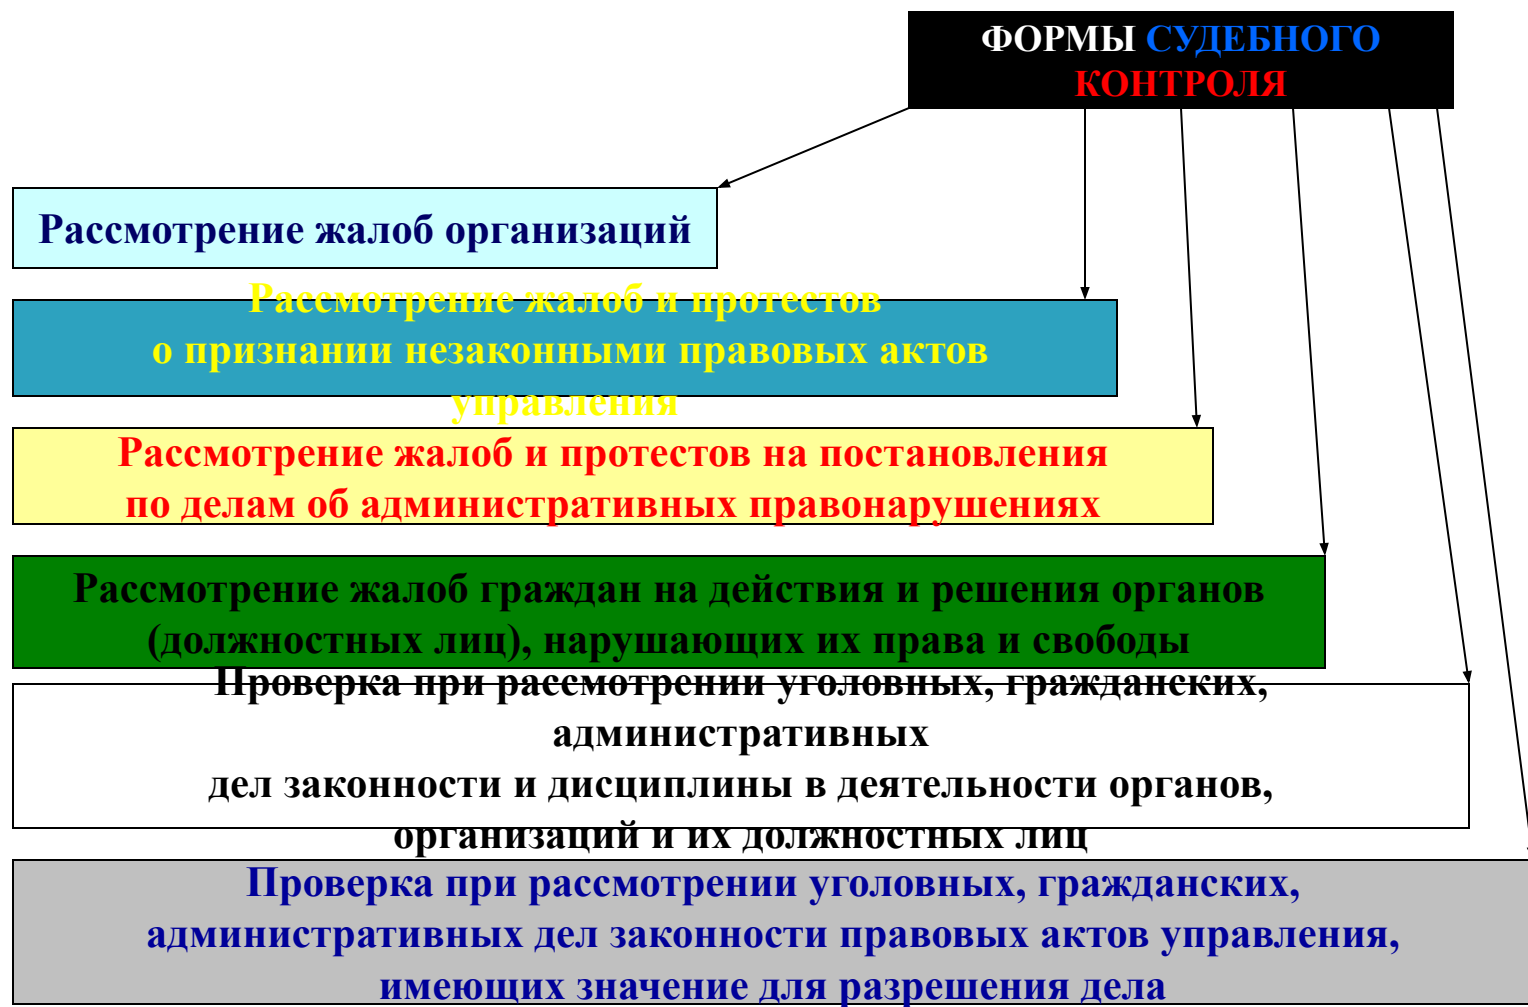 ФОРМЫ СУДЕБНОГО
КОНТРОЛЯ
Рассмотрение жалоб организаций
Рассмотрение жалоб и протестов
о признании незаконными правовых актов
управления
Рассмотрение жалоб и протестов на постановления
по делам об административных правонарушениях
Рассмотрение жалоб граждан на действия и решения органов
(должностных лиц), нарушающих их права и свободы
Проверка при рассмотрении уголовных, гражданских,
административных
дел законности и дисциплины в деятельности органов,
организаций и их должностных лиц
Проверка при рассмотрении уголовных, гражданских,
административных дел законности правовых актов управления,
имеющих значение для разрешения дела